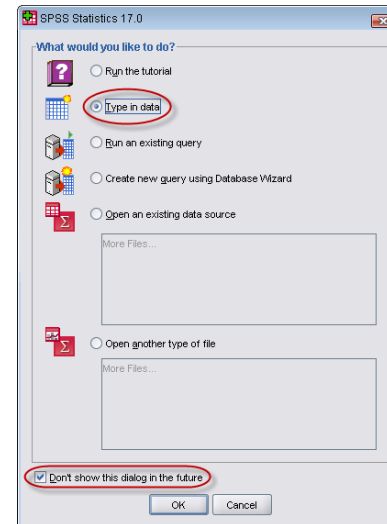 SPSS Statistics 17.0
What would you like to do?
Run the tutorial
Type in data
Run an existing query
Create new query using Database Wizard
Open an existing data source
More Files...
Open another type of file
More Files...
Don't show this dialog in the future
OK Cancel